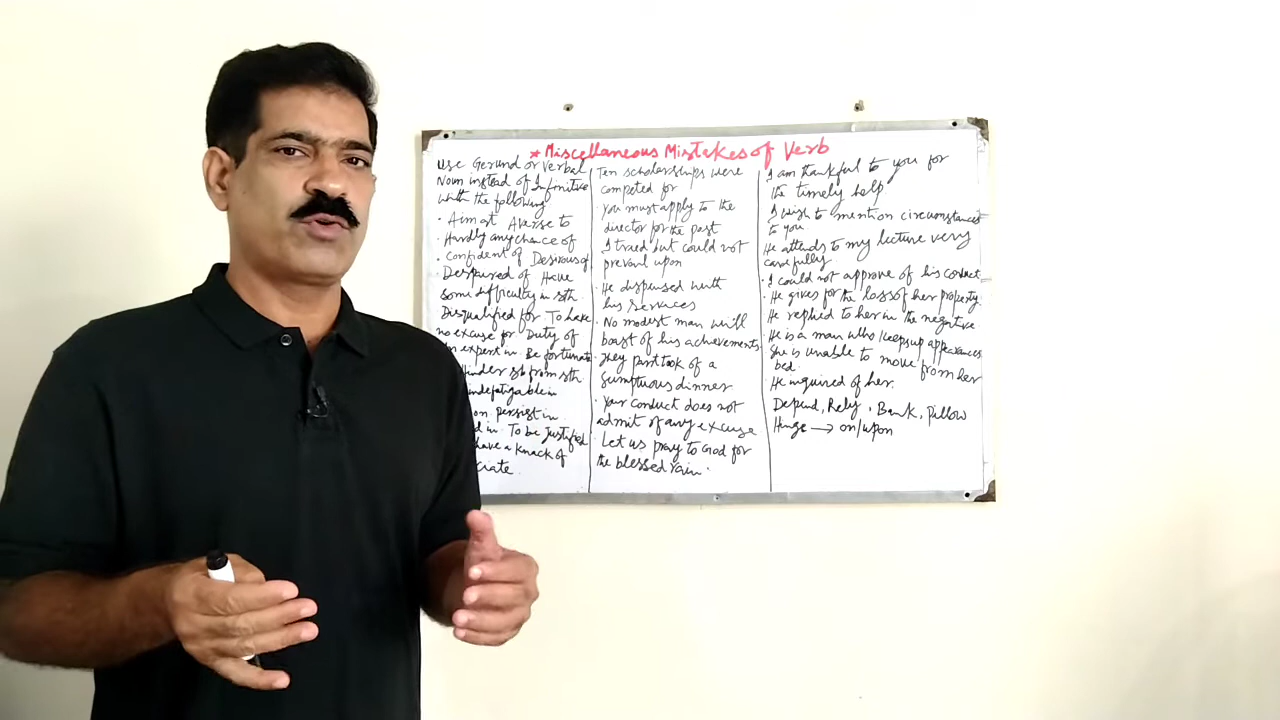 * Miscellaneous Mistakes of Verb
Use Gerund or Verbal
Noun instead of Infinitive
with the following
• Aim at Averse to
• Hardly any chance of
• Confident of Desirous of
Despaired of Have
some difficulty in sth.
Disqualified for To have
no excuse for Duty of
expert in. Be fortunate
sb from sth
indefatigable in
on persist in
in. To be Justified
have a knack of
Ten scholarships were
competed for
You must apply to the
director for the post
I tried but could not
prevail upon
• He dispensed with
his services
• No modest man will
boast of his achievements
• They partook of a
sumptuous dinner
• Your conduct does not
admit of any excuse
• Let us pray to God for
the blessed rain.
I am thankful to you for
the timely help
• I wish to mention circumstances
to you
He attends to my lecture very
carefully
• I could not approve of his conduct
• He gives for the loss of her property
• He replied to her in the negative
He is a man who keeps up appearances
She is unable to move from her
bed.
• He inquired of her.
Depend, Rely, Bank, Pillow
Hinge → on/upon